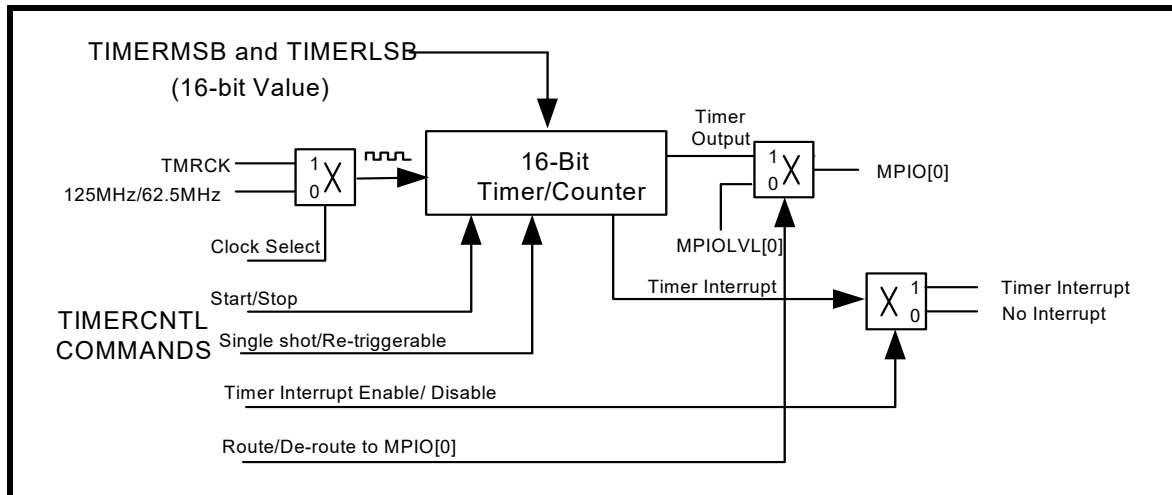 TIMERMSB and TIMERLSB
(16-bit Value)
Timer
Output
TMRCK
125MHz/62.5MHz
1
0
X
16-Bit
Timer/Counter
1
0
X
MPIO[0]
Clock Select
MPIOLVL[0]
Timer Interrupt
X
1
0
Timer Interrupt
No Interrupt
Start/Stop
TIMERCNTL
COMMANDS
Single shot/Re-triggerable
Timer Interrupt Enable/ Disable
Route/De-route to MPIO[0]